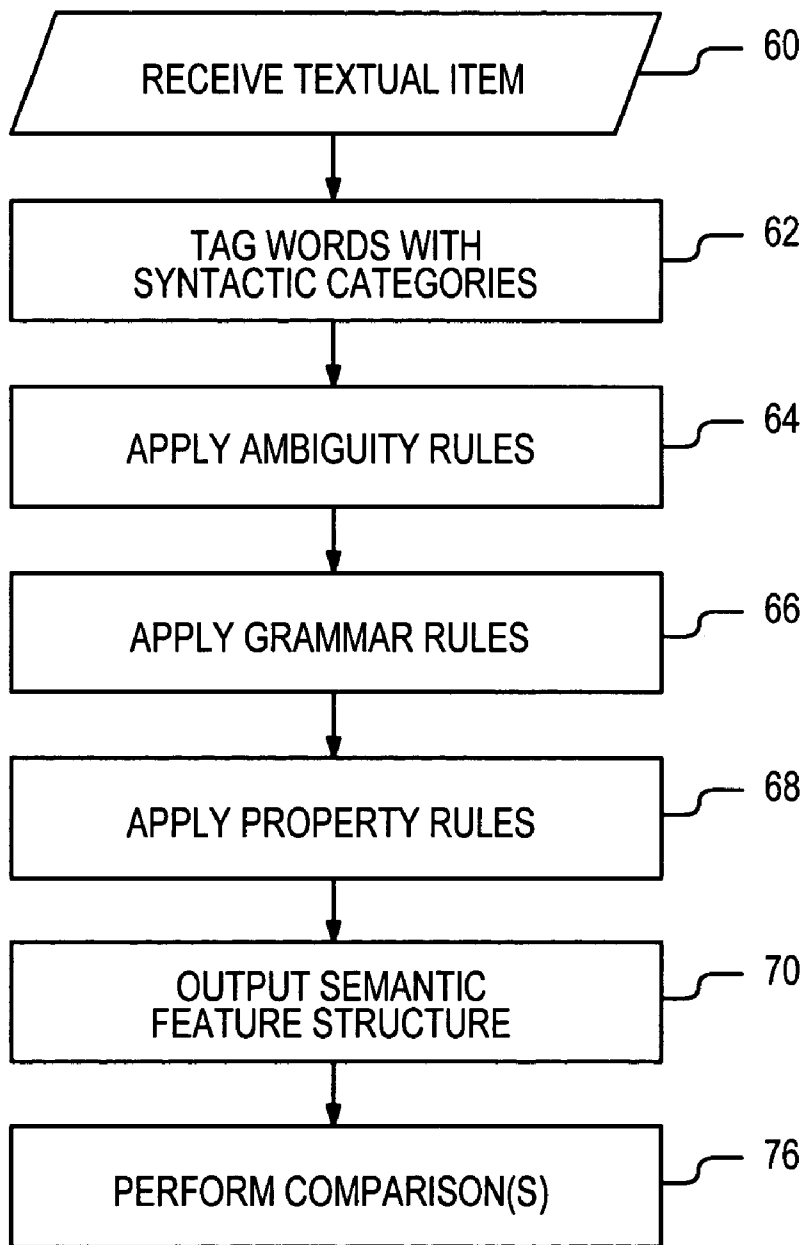 RECEIVE TEXTUAL ITEM
60
TAG WORDS WITH
SYNTACTIC CATEGORIES
62
APPLY AMBIGUITY RULES
64
APPLY GRAMMAR RULES
66
APPLY PROPERTY RULES
68
OUTPUT SEMANTIC
FEATURE STRUCTURE
70
PERFORM COMPARISON(S)
76